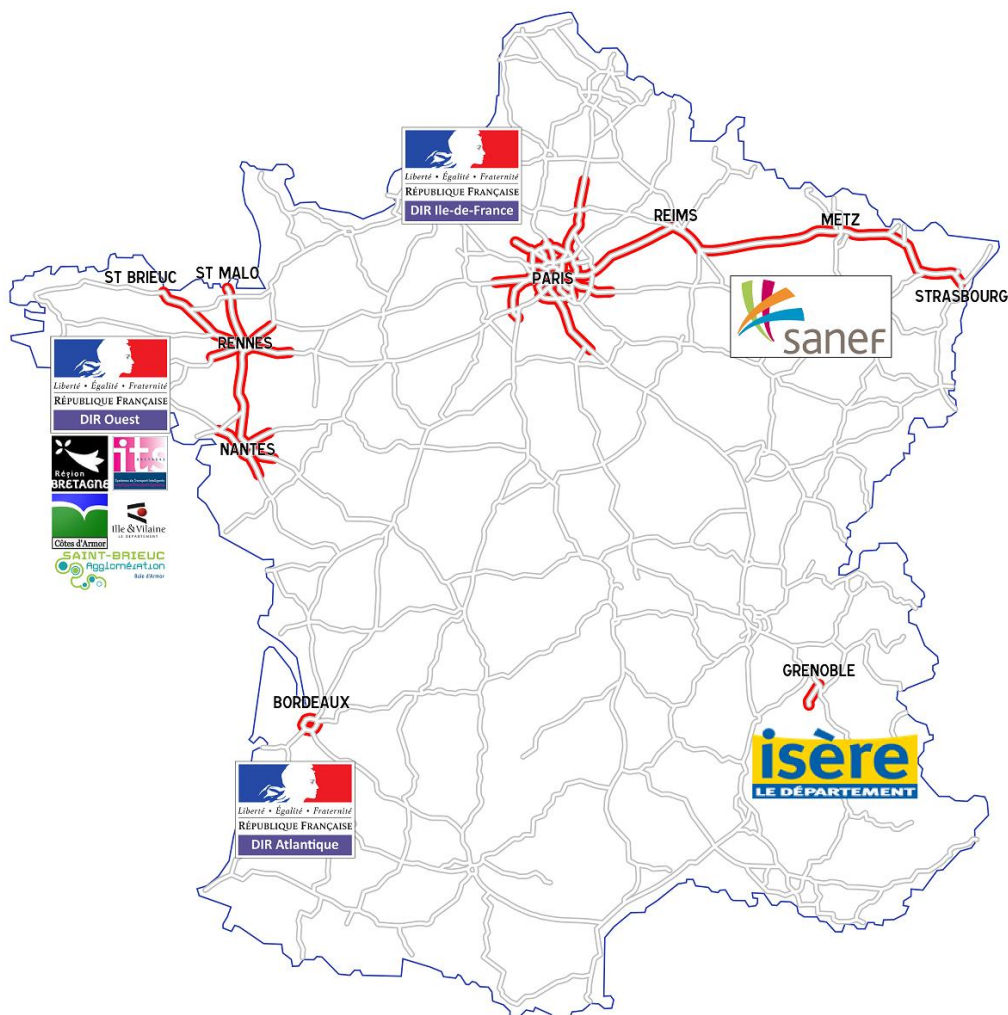 Liberté • Égalité • Fraternité
RÉPUBLIQUE FRANÇAISE
DIR Ile-de-France
REIMS
METZ
ST BRIEUC
ST MALO
PARIS
STRASBOURG
sanef
RENNES
Liberté • Égalité • Fraternité
RÉPUBLIQUE FRANÇAISE
DIR Ouest
NANTES
Région
BRETAGNE
its
Côtes d'Armor
Ille & Vilaine
LE DÉPARTEMENT
SAINT-BRIEUC
Agglomération
Baie d'Armor
GRENOBLE
BORDEAUX
isère
LE DÉPARTEMENT
Liberté • Égalité • Fraternité
RÉPUBLIQUE FRANÇAISE
DIR Atlantique